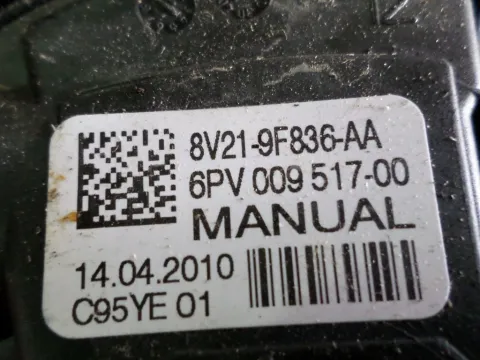 8V21-9F836-AA
6PV 009 517-00
MANUAL
14.04.2010
C95YE 01